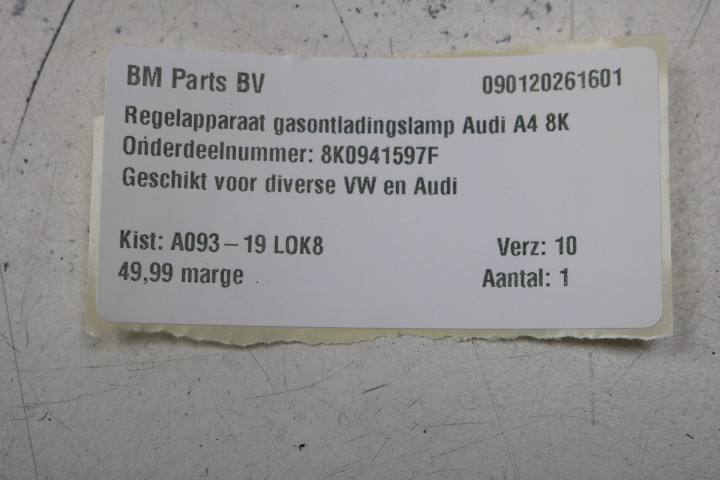 BM Parts BV 090120261601
Regelapparaat gasontladingslamp Audi A4 8K
Onderdeelnummer: 8K0941597F
Geschikt voor diverse VW en Audi
Kist: A093-19 LOK8 Verz: 10
49,99 marge Aantal: 1